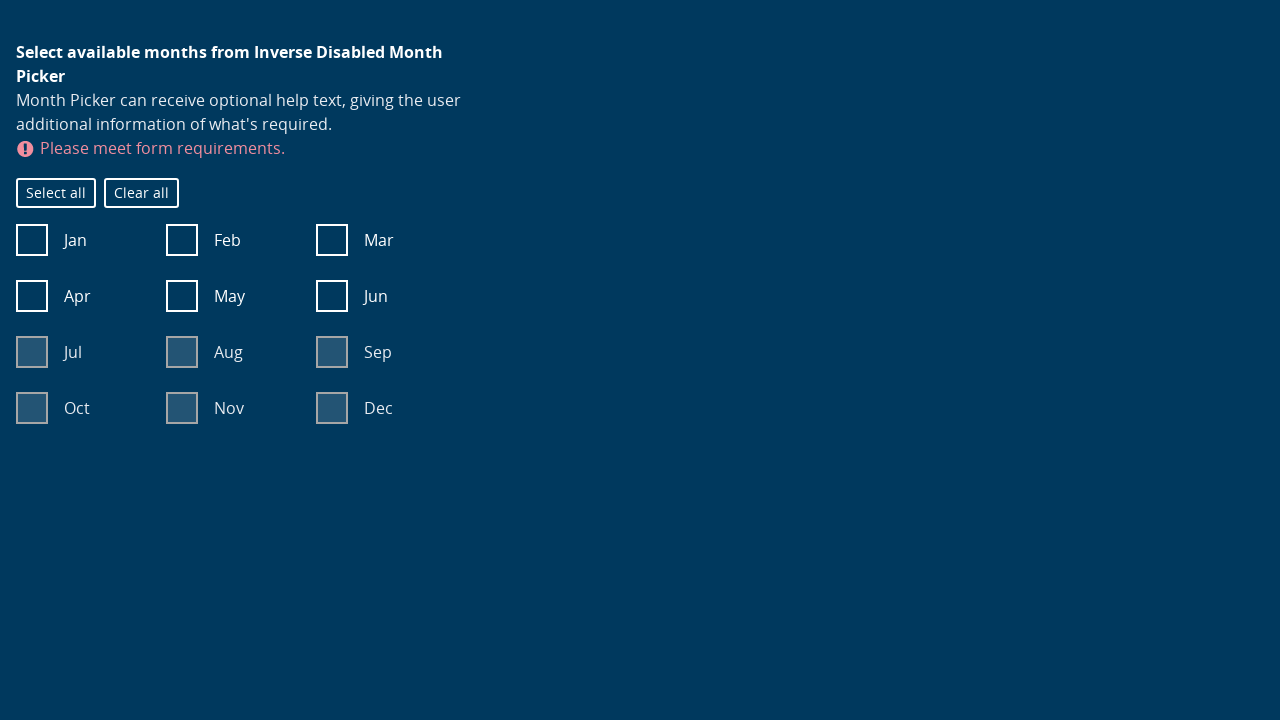 Select available months from Inverse Disabled Month
Picker
Month Picker can receive optional help text, giving the user
additional information of what's required.
Please meet form requirements.
Select all Clear all
Jan Feb Mar
Apr May Jun
Jul Aug Sep
Oct Nov Dec